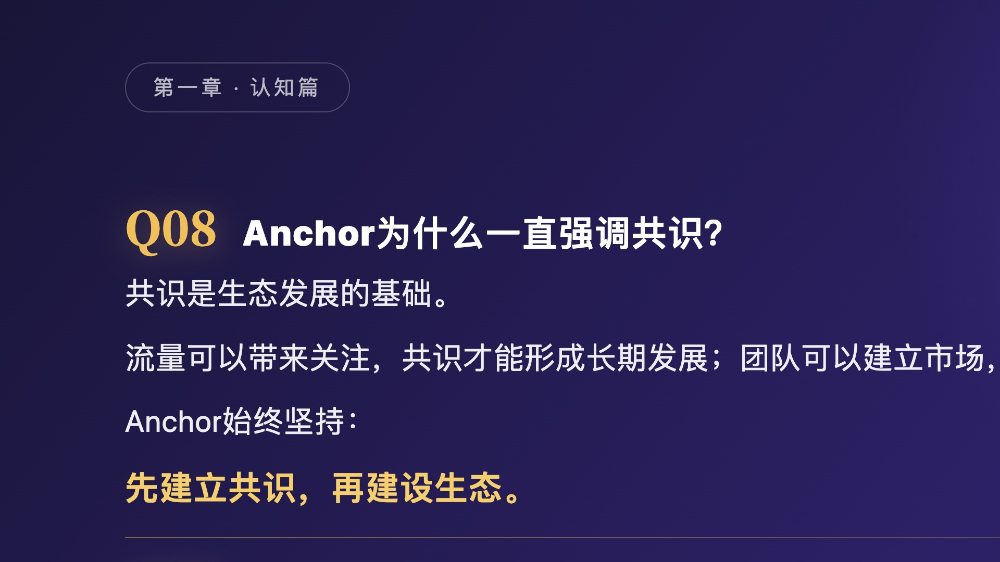 第一章 · 认知篇
Q08 Anchor为什么一直强调共识？
共识是生态发展的基础。
流量可以带来关注，共识才能形成长期发展；团队可以建立市场，
Anchor始终坚持：
先建立共识，再建设生态。